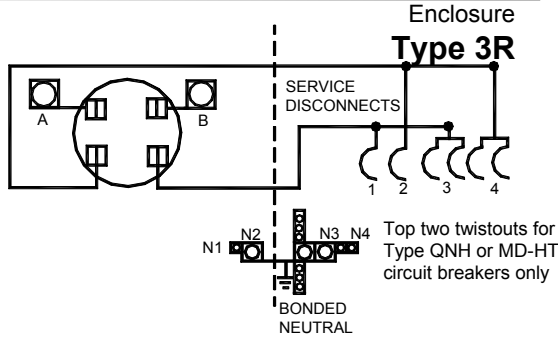 Enclosure
Type 3R
SERVICE
DISCONNECTS
A
B
1 2 3 4
N1 N2 N3 N4
Top two twistouts for
Type QNH or MD-HT
circuit breakers only
BONDED
NEUTRAL